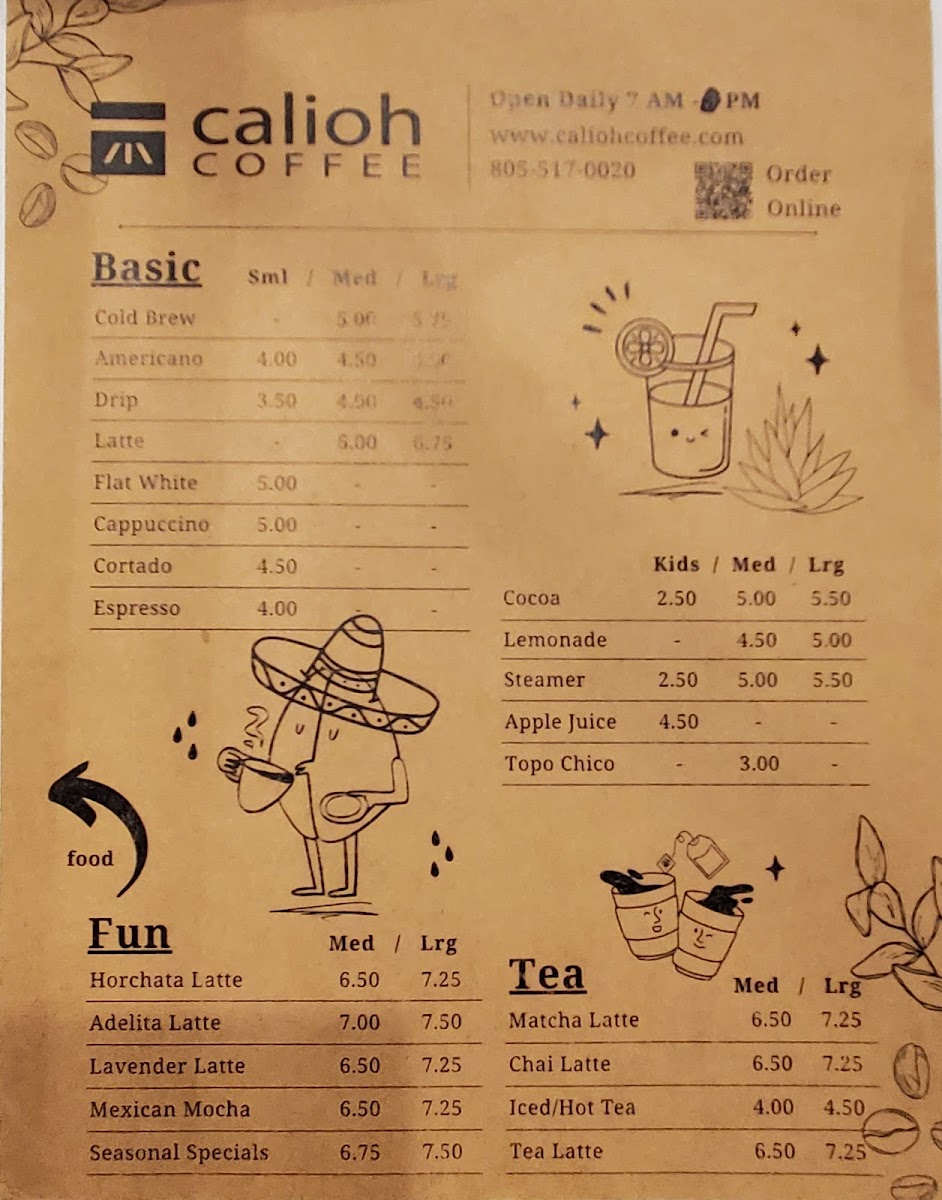 calioh
COFFEE
Open Daily 7 AM - PM
www.caliohcoffee.com
805-517-0020
Order
Online
Basic Sml / Med / Lrg
Cold Brew - 5.00
Americano 4.00 4.50
Drip 3.50 4.00 4.50
Latte - 6.00 6.75
Flat White 5.00 - -
Cappuccino 5.00 - -
Cortado 4.50 - -
Espresso 4.00 - -
Kids / Med / Lrg
Cocoa 2.50 5.00 5.50
Lemonade - 4.50 5.00
Steamer 2.50 5.00 5.50
Apple Juice 4.50 - -
Topo Chico - 3.00 -
food
Fun Med / Lrg
Horchata Latte 6.50 7.25
Adelita Latte 7.00 7.50
Lavender Latte 6.50 7.25
Mexican Mocha 6.50 7.25
Seasonal Specials 6.75 7.50
Tea Med / Lrg
Matcha Latte 6.50 7.25
Chai Latte 6.50 7.25
Iced/Hot Tea 4.00 4.50
Tea Latte 6.50 7.25